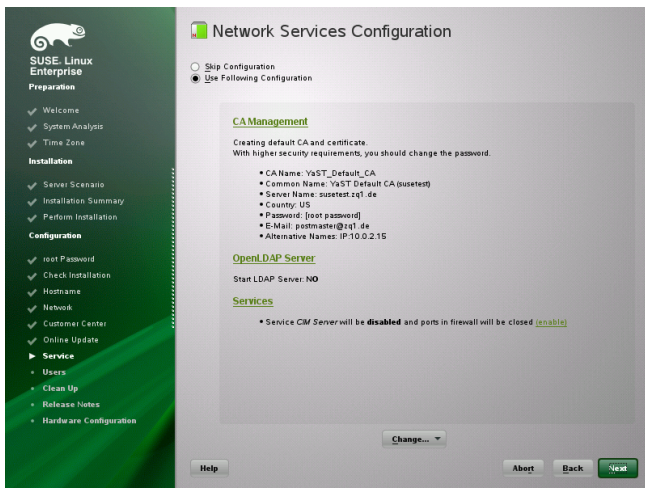 SUSE. Linux
Enterprise
Preparation
Welcome
System Analysis
Time Zone
Installation
Server Scenario
Installation Summary
Perform Installation
Configuration
root Password
Check Installation
Hostname
Network
Customer Center
Online Update
Service
Users
Clean Up
Release Notes
Hardware Configuration
Network Services Configuration
Skip Configuration
Use Following Configuration
CA Management
Creating default CA and certificate.
With higher security requirements, you should change the password.
• CA Name: YaST_Default_CA
• Common Name: YaST Default CA (susetest)
• Server Name: susetest.zq1.de
• Country: US
• Password: [root password]
• E-Mail: postmaster@zq1.de
• Alternative Names: IP:10.0.2.15
OpenLDAP Server
Start LDAP Server: NO
Services
• Service CIM Server will be disabled and ports in firewall will be closed (enable)
Change...
Help
Abort
Back
Next